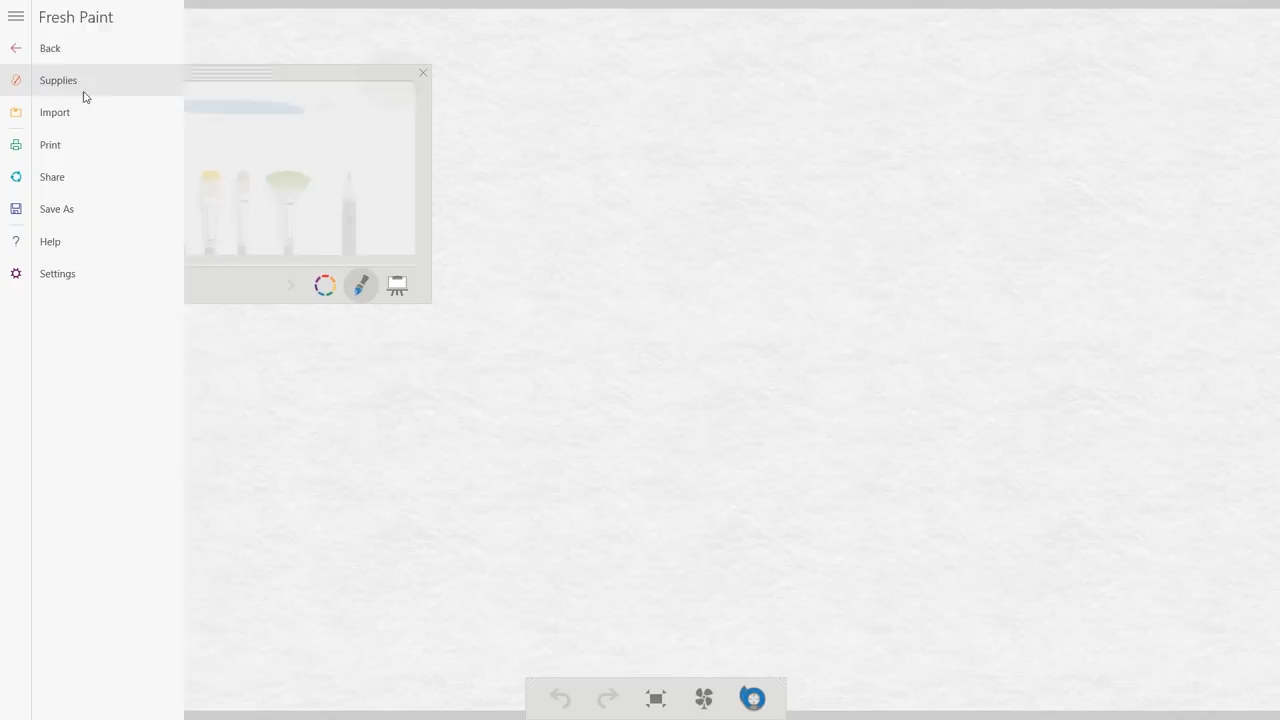 Fresh Paint
Back
Supplies
Import
Print
Share
Save As
Help
Settings